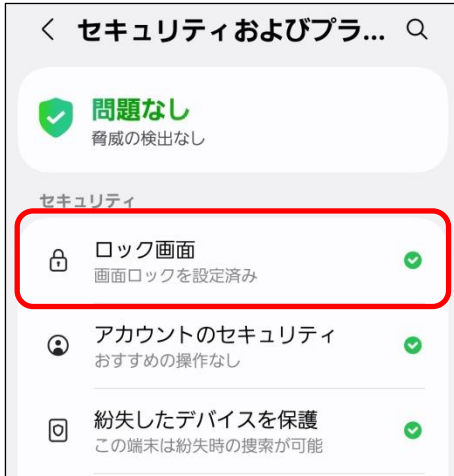 セキュリティおよびプラ...
問題なし
脅威の検出なし
セキュリティ
ロック画面
画面ロックを設定済み
アカウントのセキュリティ
おすすめの操作なし
紛失したデバイスを保護
この端末は紛失時の捜索が可能